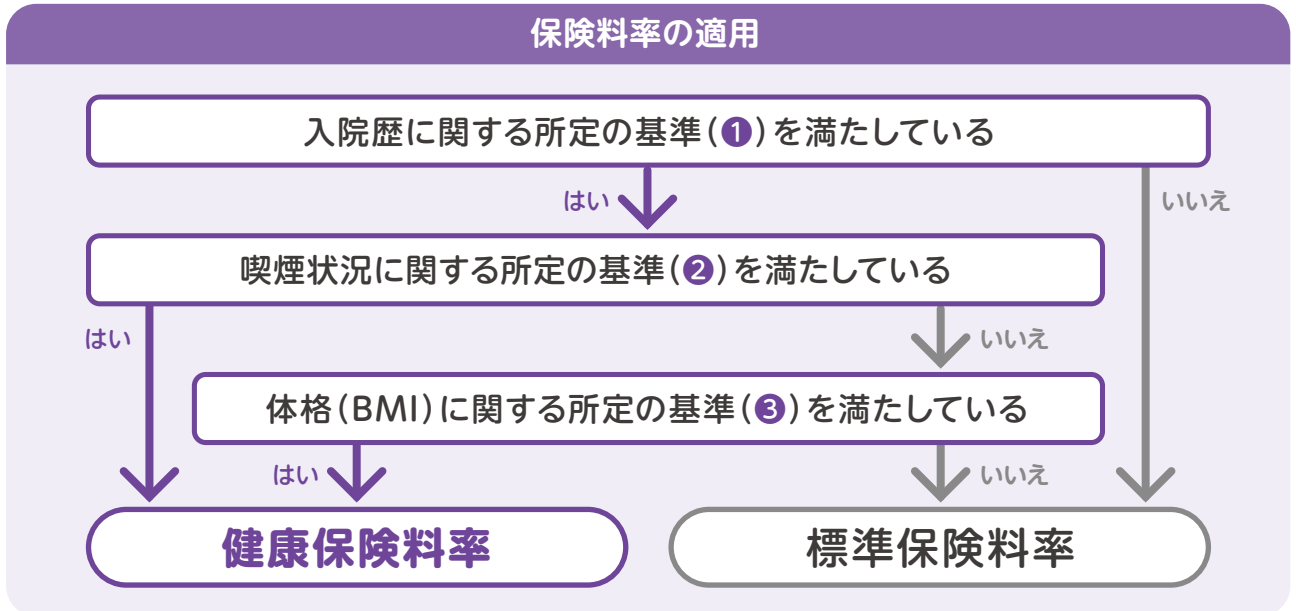 保険料率の適用
入院歴に関する所定の基準(❶)を満たしている
はい
いいえ
喫煙状況に関する所定の基準(❷)を満たしている
はい
いいえ
体格(BMI)に関する所定の基準(❸)を満たしている
はい
いいえ
健康保険料率
標準保険料率